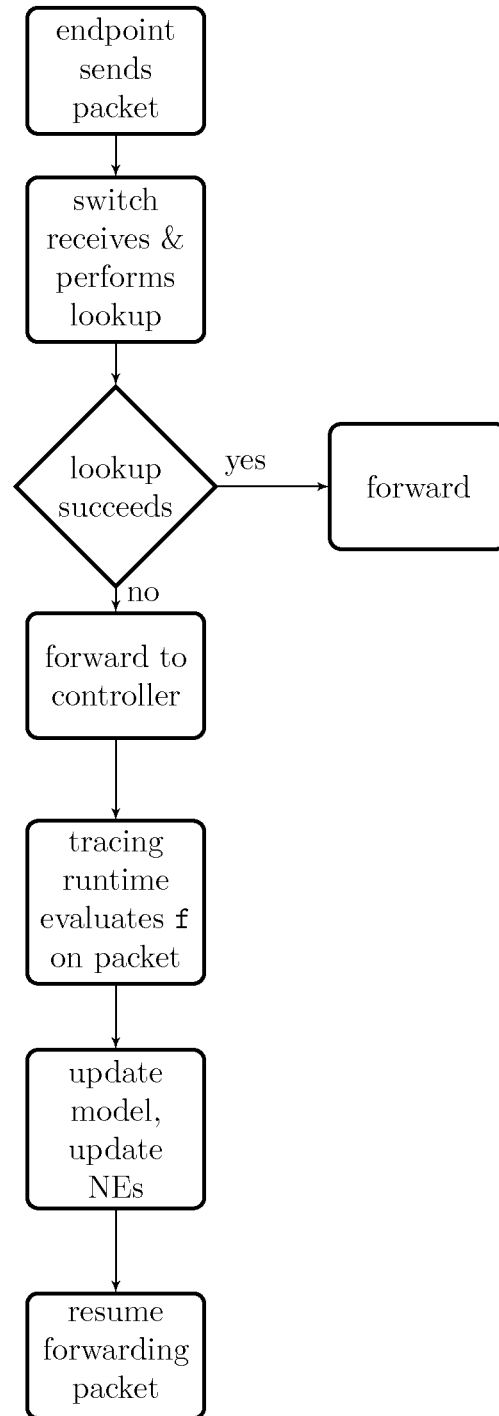 endpoint
sends
packet
switch
receives &
performs
lookup
lookup
succeeds
yes
forward
no
forward to
controller
tracing
runtime
evaluates f
on packet
update
model,
update
NEs
resume
forwarding
packet